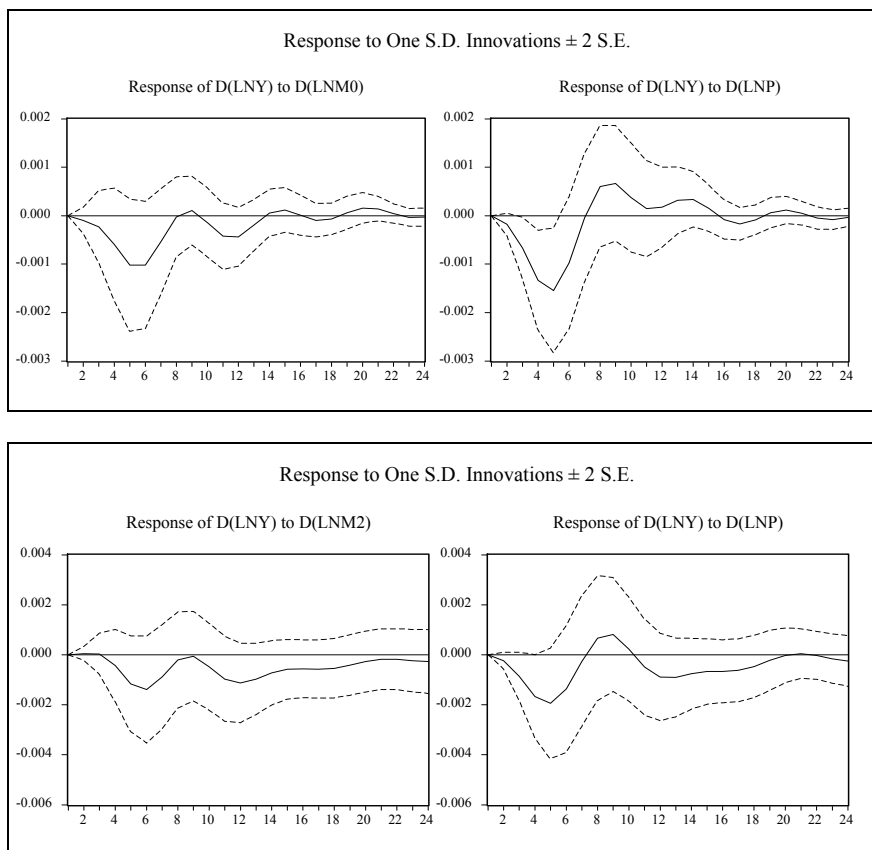 Response to One S.D. Innovations ± 2 S.E.
Response of D(LNY) to D(LNM0)
0.002
0.001
0.000
-0.001
-0.002
-0.003
2 4 6 8 10 12 14 16 18 20 22 24
Response of D(LNY) to D(LNP)
0.002
0.001
0.000
-0.001
-0.002
-0.003
2 4 6 8 10 12 14 16 18 20 22 24
Response to One S.D. Innovations ± 2 S.E.
Response of D(LNY) to D(LNM2)
0.004
0.002
0.000
-0.002
-0.004
-0.006
2 4 6 8 10 12 14 16 18 20 22 24
Response of D(LNY) to D(LNP)
0.004
0.002
0.000
-0.002
-0.004
-0.006
2 4 6 8 10 12 14 16 18 20 22 24